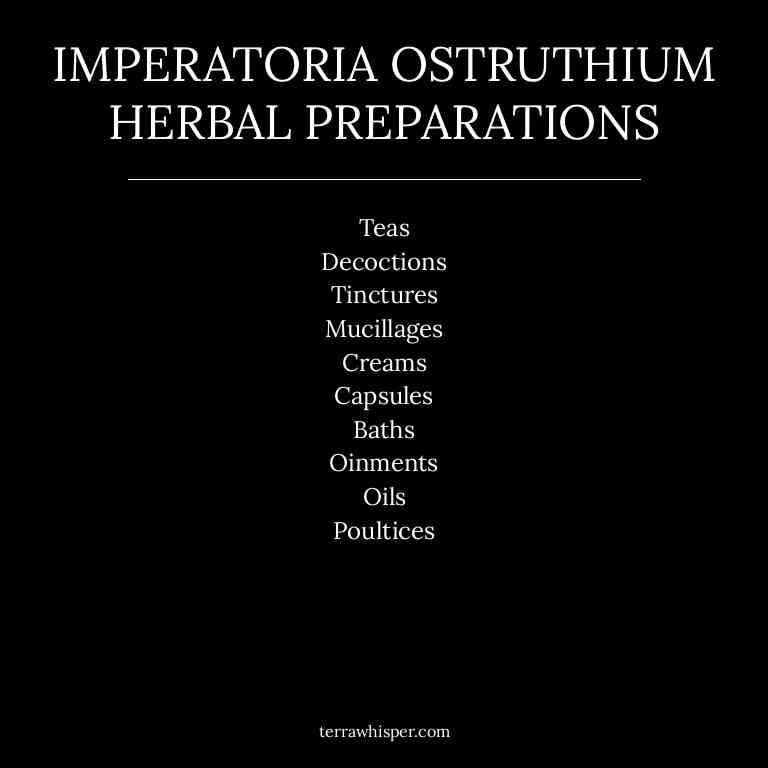 IMPERATORIA OSTRUTHIUM
HERBAL PREPARATIONS
Teas
Decoctions
Tinctures
Mucillages
Creams
Capsules
Baths
Oinments
Oils
Poultices
terrawhisper.com